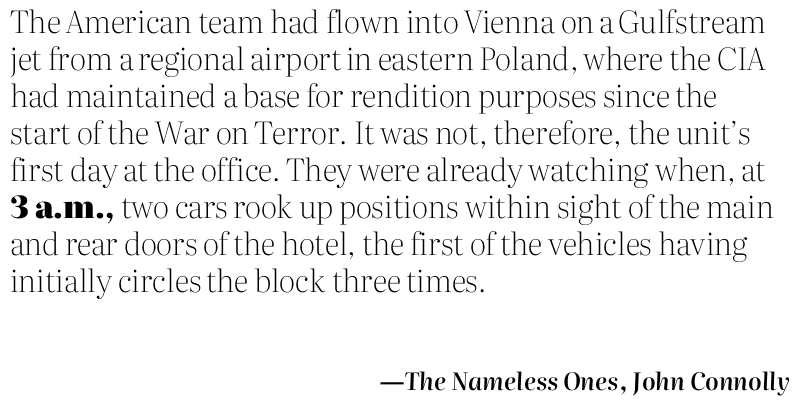 The American team had flown into Vienna on a Gulfstream
jet from a regional airport in eastern Poland, where the CIA
had maintained a base for rendition purposes since the
start of the War on Terror. It was not, therefore, the unit’s
first day at the office. They were already watching when, at
3 a.m., two cars rook up positions within sight of the main
and rear doors of the hotel, the first of the vehicles having
initially circles the block three times.
—The Nameless Ones, John Connolly